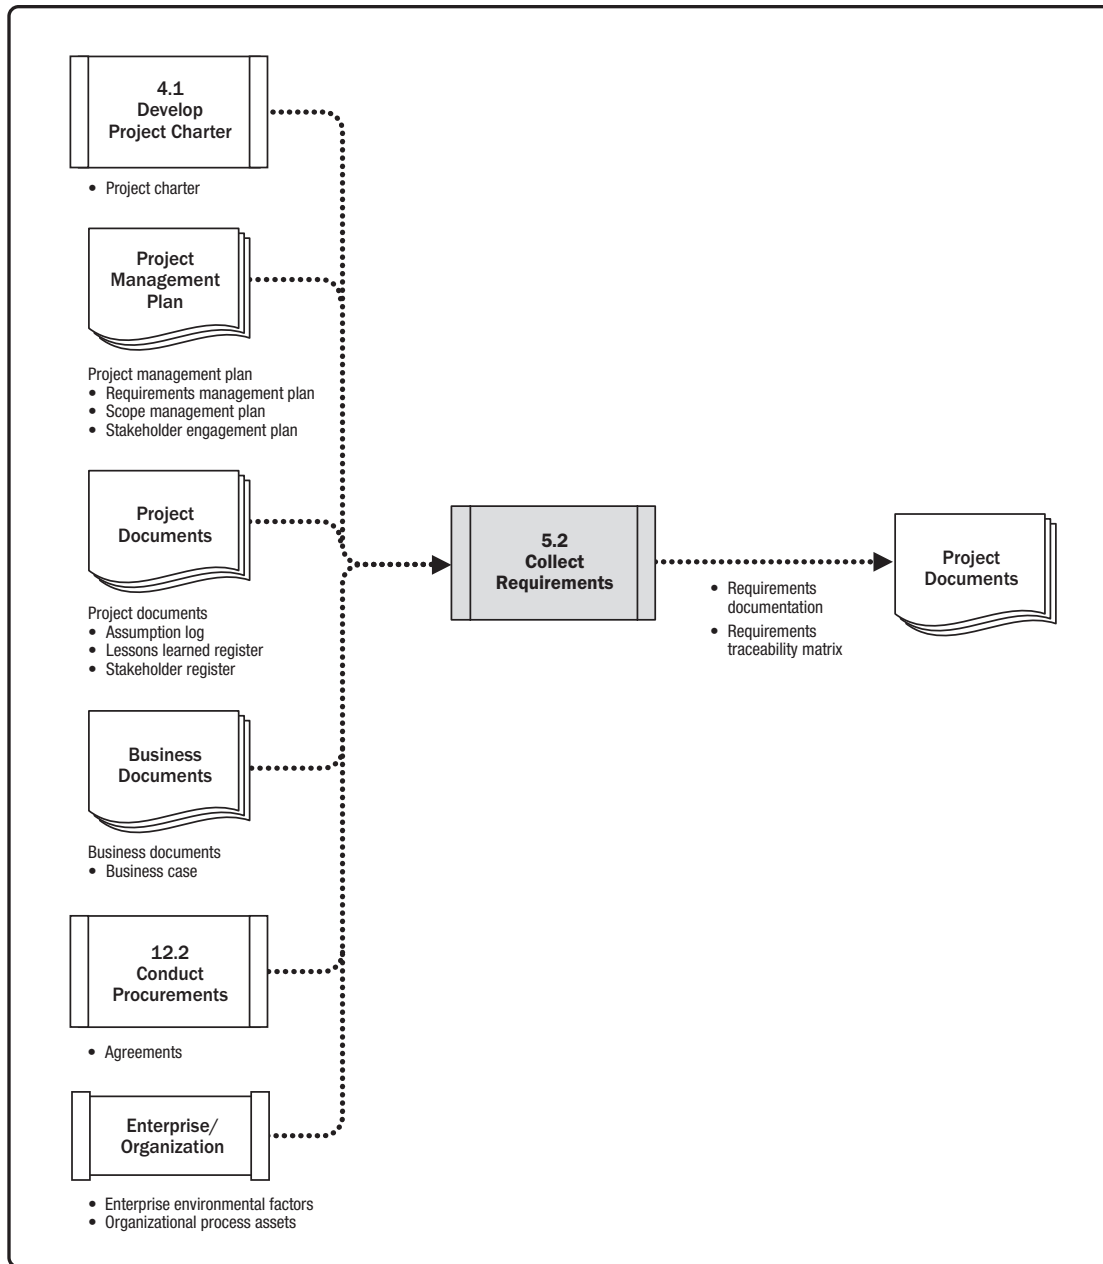 4.1
Develop
Project Charter
• Project charter
Project
Management
Plan
Project management plan
• Requirements management plan
• Scope management plan
• Stakeholder engagement plan
Project
Documents
Project documents
• Assumption log
• Lessons learned register
• Stakeholder register
Business
Documents
Business documents
• Business case
12.2
Conduct
Procurements
• Agreements
Enterprise/
Organization
• Enterprise environmental factors
• Organizational process assets
5.2
Collect
Requirements
• Requirements
documentation
• Requirements
traceability matrix
Project
Documents